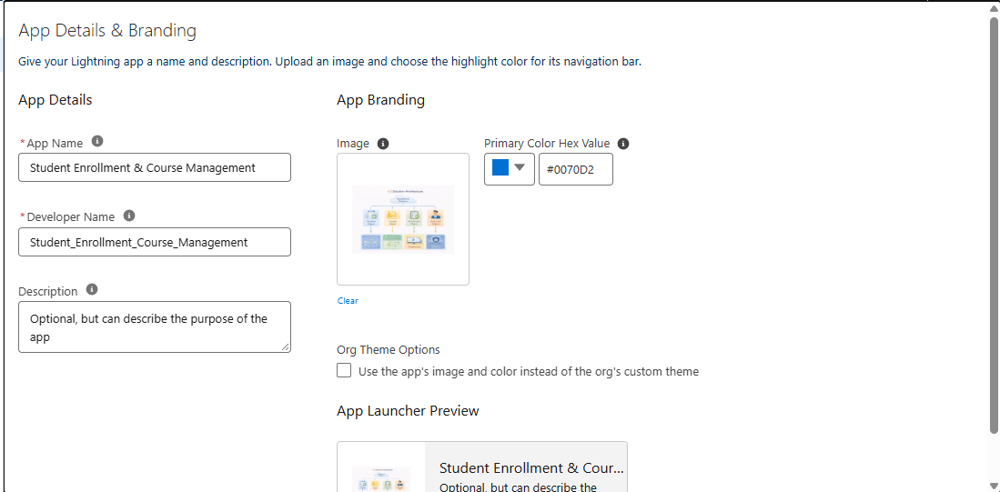 App Details & Branding
Give your Lightning app a name and description. Upload an image and choose the highlight color for its navigation bar.
App Details
App Branding
* App Name
Image
Primary Color Hex Value
Student Enrollment & Course Management
#0070D2
* Developer Name
Student_Enrollment_Course_Management
Description
Optional, but can describe the purpose of the
app
Clear
Org Theme Options
Use the app's image and color instead of the org's custom theme
App Launcher Preview
Student Enrollment & Cour...
Optional, but can describe the